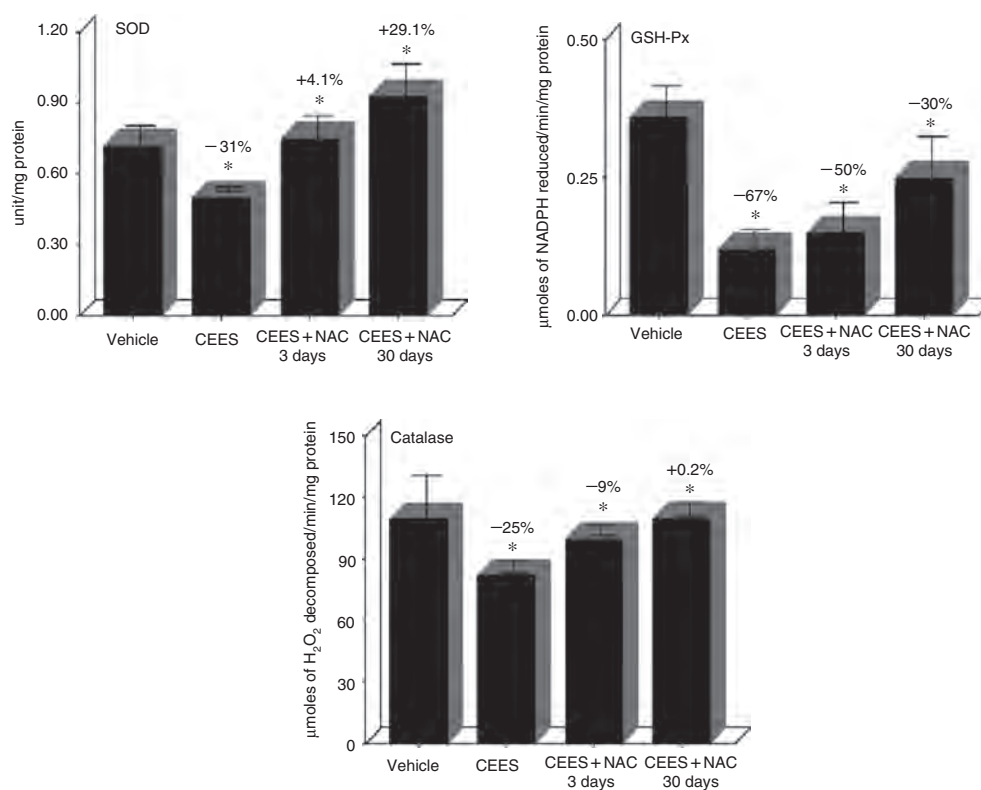 SOD
unit/mg protein
1.20
0.90
0.60
0.30
0.00
−31%
*
+4.1%
*
+29.1%
*
Vehicle
CEES
CEES+NAC
3 days
CEES+NAC
30 days
GSH-Px
µmoles of NADPH reduced/min/mg protein
0.50
0.25
0.00
−67%
*
−50%
*
−30%
*
Vehicle
CEES
CEES+NAC
3 days
CEES+NAC
30 days
Catalase
µmoles of H₂O₂ decomposed/min/mg protein
150
120
90
60
30
0
−25%
*
−9%
*
+0.2%
*
Vehicle
CEES
CEES+NAC
3 days
CEES+NAC
30 days